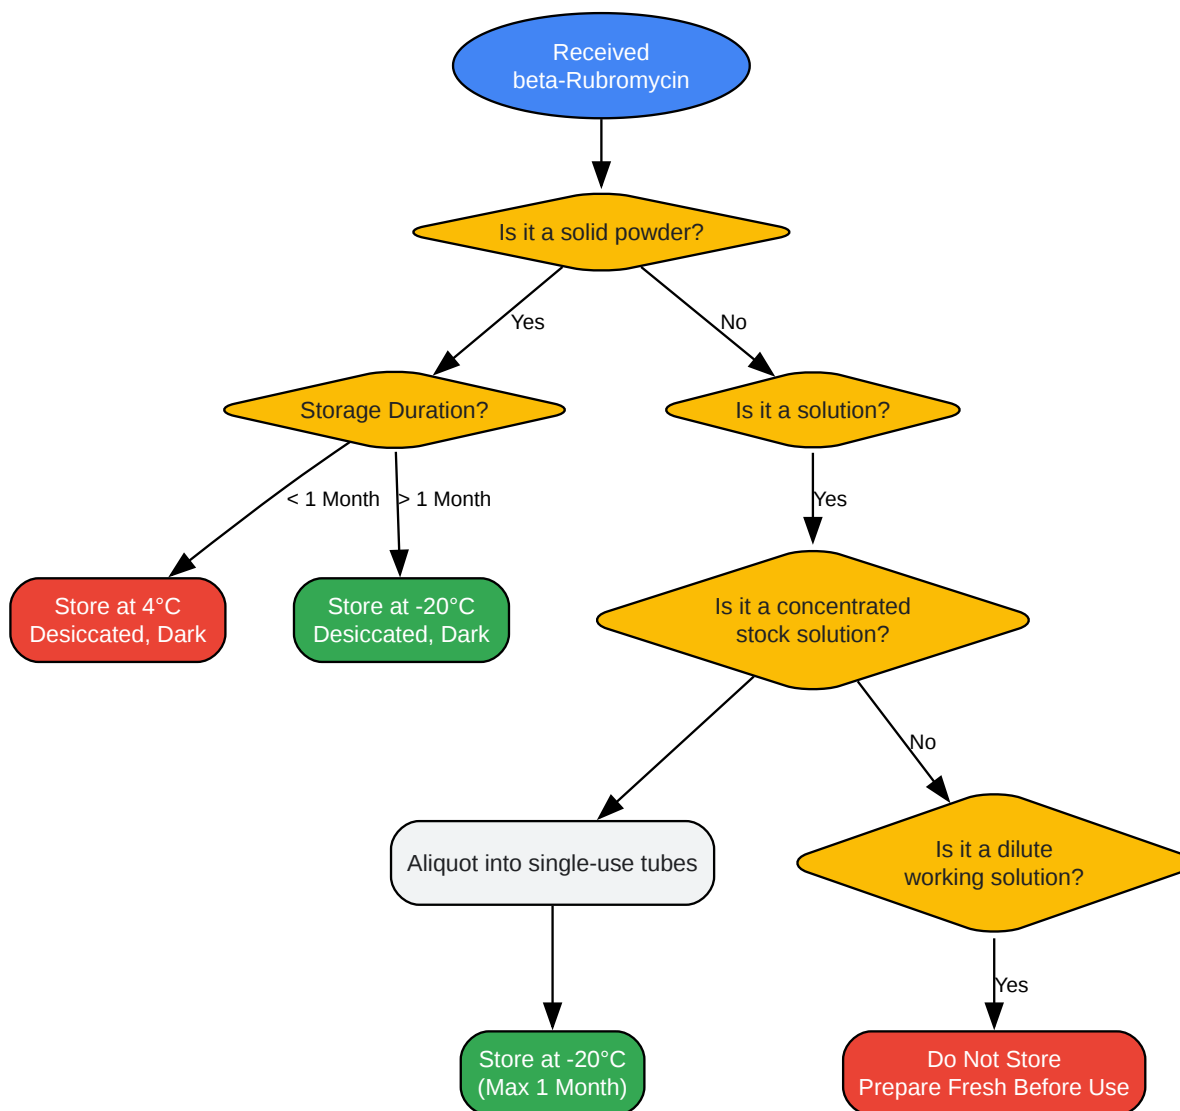 Received
beta-Rubromycin
Is it a solid powder?
Yes
No
Storage Duration?
Is it a solution?
< 1 Month
> 1 Month
Yes
Store at 4°C
Desiccated, Dark
Store at -20°C
Desiccated, Dark
Is it a concentrated
stock solution?
No
Aliquot into single-use tubes
Is it a dilute
working solution?
Yes
Store at -20°C
(Max 1 Month)
Do Not Store
Prepare Fresh Before Use